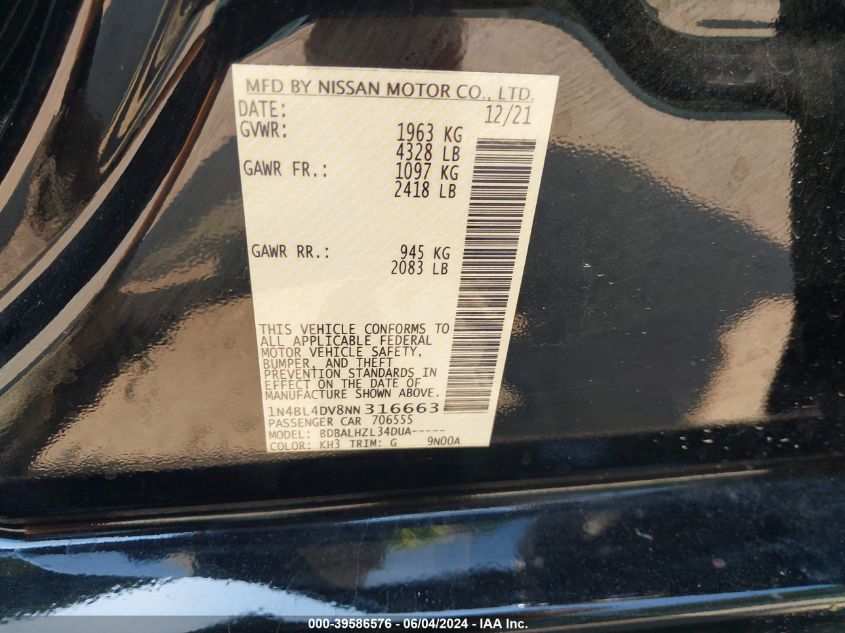 MFD BY NISSAN MOTOR CO., LTD.
DATE: 12/21
GVWR: 1963 KG
4328 LB
GAWR FR.: 1097 KG
2418 LB
GAWR RR.: 945 KG
2083 LB
THIS VEHICLE CONFORMS TO
ALL APPLICABLE FEDERAL
MOTOR VEHICLE SAFETY,
BUMPER, AND THEFT
PREVENTION STANDARDS IN
EFFECT ON THE DATE OF
MANUFACTURE SHOWN ABOVE.
1N4BL4DV8NN316663
PASSENGER CAR 706555
MODEL: BDBALHZL34DUA-----
COLOR: KH3 TRIM: G 9N00A
000-39586576 - 06/04/2024 - IAA Inc.